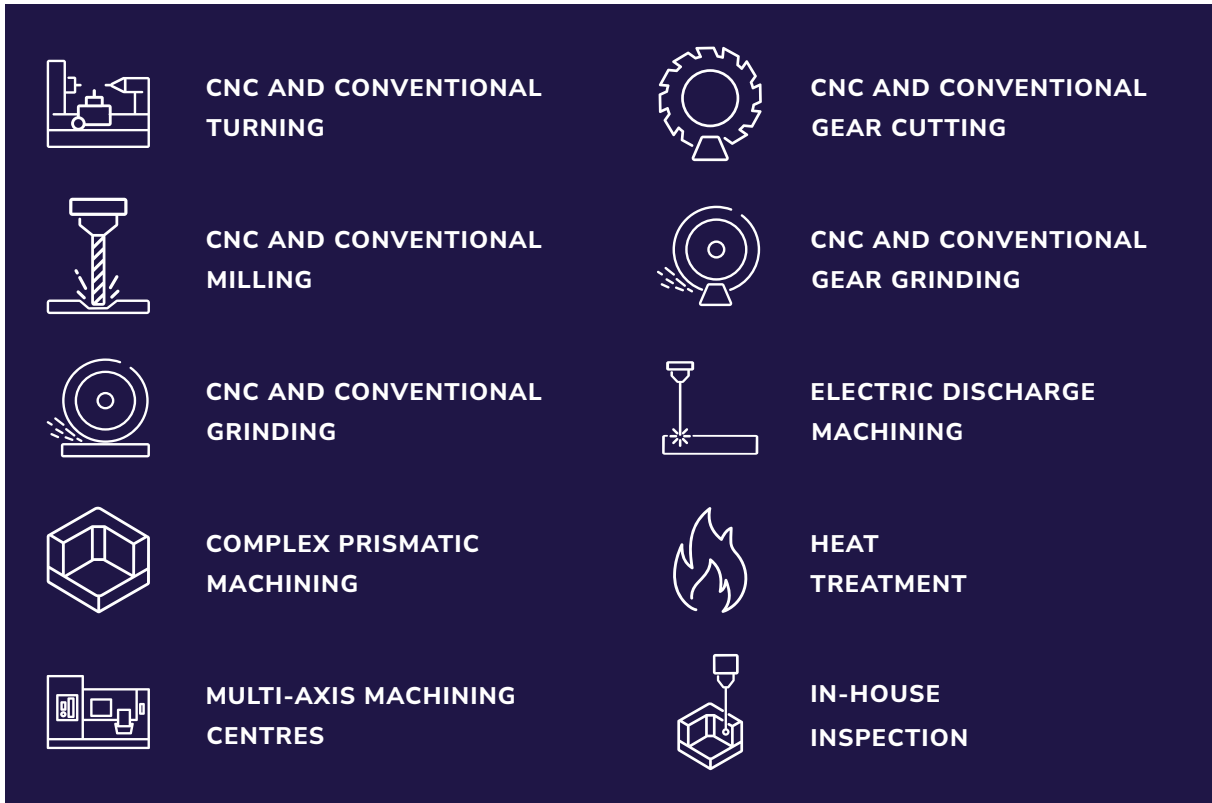 CNC AND CONVENTIONAL
TURNING
CNC AND CONVENTIONAL
MILLING
CNC AND CONVENTIONAL
GRINDING
COMPLEX PRISMATIC
MACHINING
MULTI-AXIS MACHINING
CENTRES
CNC AND CONVENTIONAL
GEAR CUTTING
CNC AND CONVENTIONAL
GEAR GRINDING
ELECTRIC DISCHARGE
MACHINING
HEAT
TREATMENT
IN-HOUSE
INSPECTION